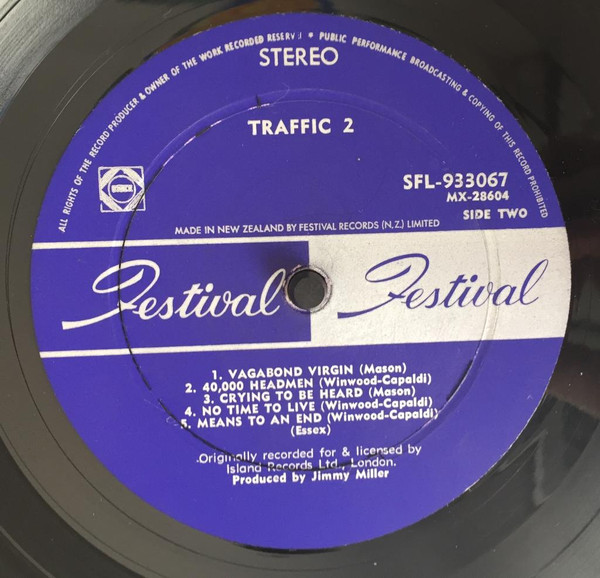 ALL RIGHTS OF THE RECORD PRODUCER & OWNER OF THE WORK RECORDED RESERV * PUBLIC PERFORMANCE BROADCASTING & COPYING OF THIS RECORD PROHIBITED
STEREO
TRAFFIC 2
SFL-933067
MX-28604
SIDE TWO
MADE IN NEW ZEALAND BY FESTIVAL RECORDS (N.Z.) LIMITED
Festival Festival
1. VAGABOND VIRGIN (Mason)
2. 40,000 HEADMEN (Winwood-Capaldi)
3. CRYING TO BE HEARD (Mason)
4. NO TIME TO LIVE (Winwood-Capaldi)
5. MEANS TO AN END (Winwood-Capaldi)
(Essex)
Originally recorded for & licensed by
Island Records Ltd., London.
Produced by Jimmy Miller